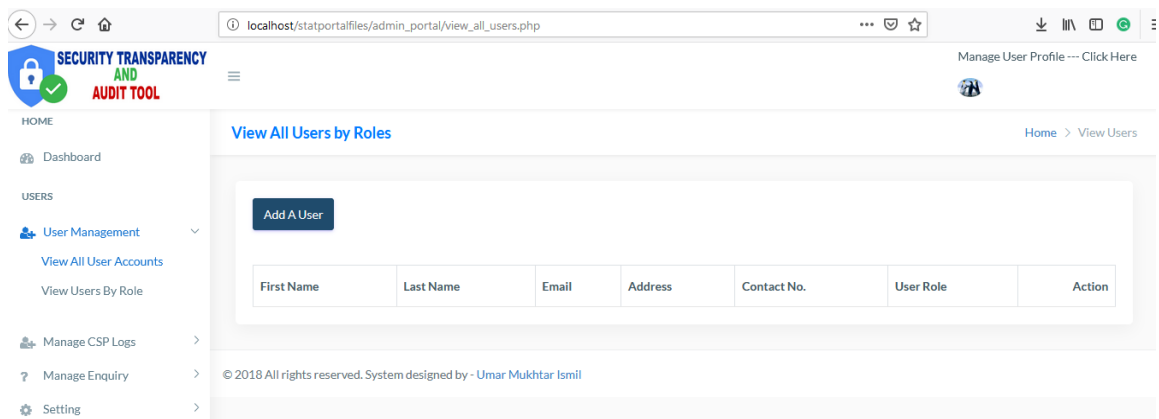 localhost/statportalfiles/admin_portal/view_all_users.php
SECURITY TRANSPARENCY
AND
AUDIT TOOL
Manage User Profile --- Click Here
HOME
Dashboard
USERS
User Management
View All User Accounts
View Users By Role
Manage CSP Logs
Manage Enquiry
Setting
View All Users by Roles
Home > View Users
Add A User
First Name Last Name Email Address Contact No. User Role Action
© 2018 All rights reserved. System designed by - Umar Mukhtar Ismil